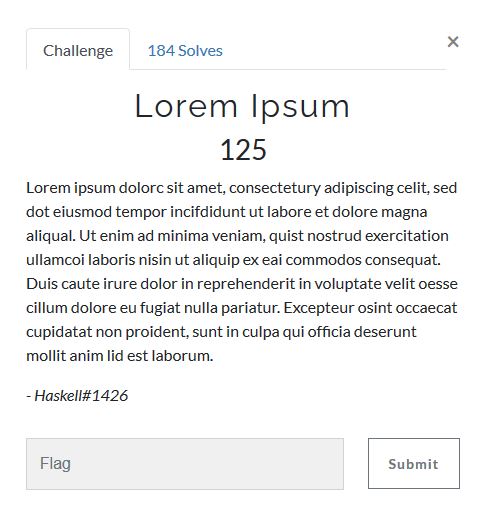 Challenge
184 Solves
×
Lorem Ipsum
125
Lorem ipsum dolorc sit amet, consectetury adipiscing celit, sed
dot eiusmod tempor incifdidunt ut labore et dolore magna
aliqual. Ut enim ad minima veniam, quist nostrud exercitation
ullamcoi laboris nisin ut aliquip ex eai commodos consequat.
Duis caute irure dolor in reprehenderit in voluptate velit oesse
cillum dolore eu fugiat nulla pariatur. Excepteur osint occaecat
cupidatat non proident, sunt in culpa qui officia deserunt
mollit anim lid est laborum.
- Haskell#1426
Flag
Submit